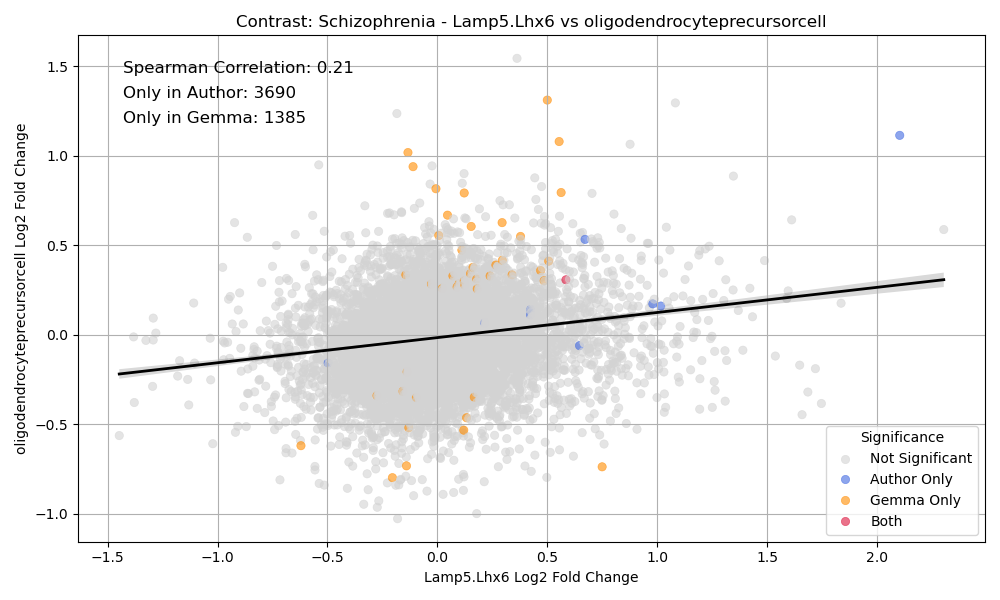 Contrast: Schizophrenia - Lamp5.Lhx6 vs oligodendrocyteprecursorcell
Spearman Correlation: 0.21
Only in Author: 3690
Only in Gemma: 1385
oligodendrocyteprecursorcell Log2 Fold Change
1.5
1.0
0.5
0.0
−0.5
−1.0
Significance
Not Significant
Author Only
Gemma Only
Both
−1.5
−1.0
−0.5
0.0
0.5
1.0
1.5
2.0
Lamp5.Lhx6 Log2 Fold Change